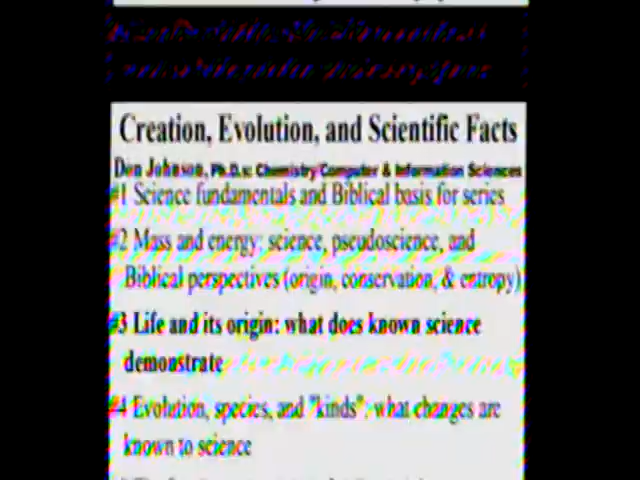 Creation, Evolution, and Scientific Facts
Don Johnson, Ph.D.s: Chemistry Computer & Information Sciences
#1 Science fundamentals and Biblical basis for series
#2 Mass and energy: science, pseudoscience, and
Biblical perspectives (origin, conservation, & entropy)
#3 Life and its origin: what does known science
demonstrate
#4 Evolution, species, and "kinds": what changes are
known to science